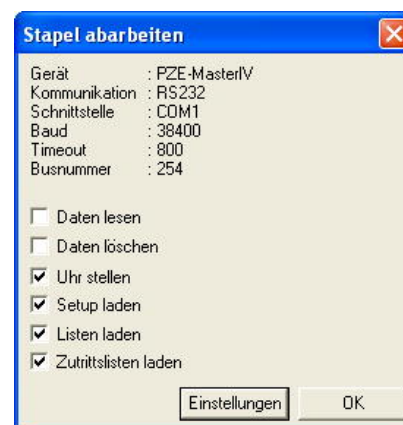 Stapel abarbeiten
Gerät : PZE-MasterIV
Kommunikation : RS232
Schnittstelle : COM1
Baud : 38400
Timeout : 800
Busnummer : 254
Daten lesen
Daten löschen
Uhr stellen
Setup laden
Listen laden
Zutrittslisten laden
Einstellungen OK